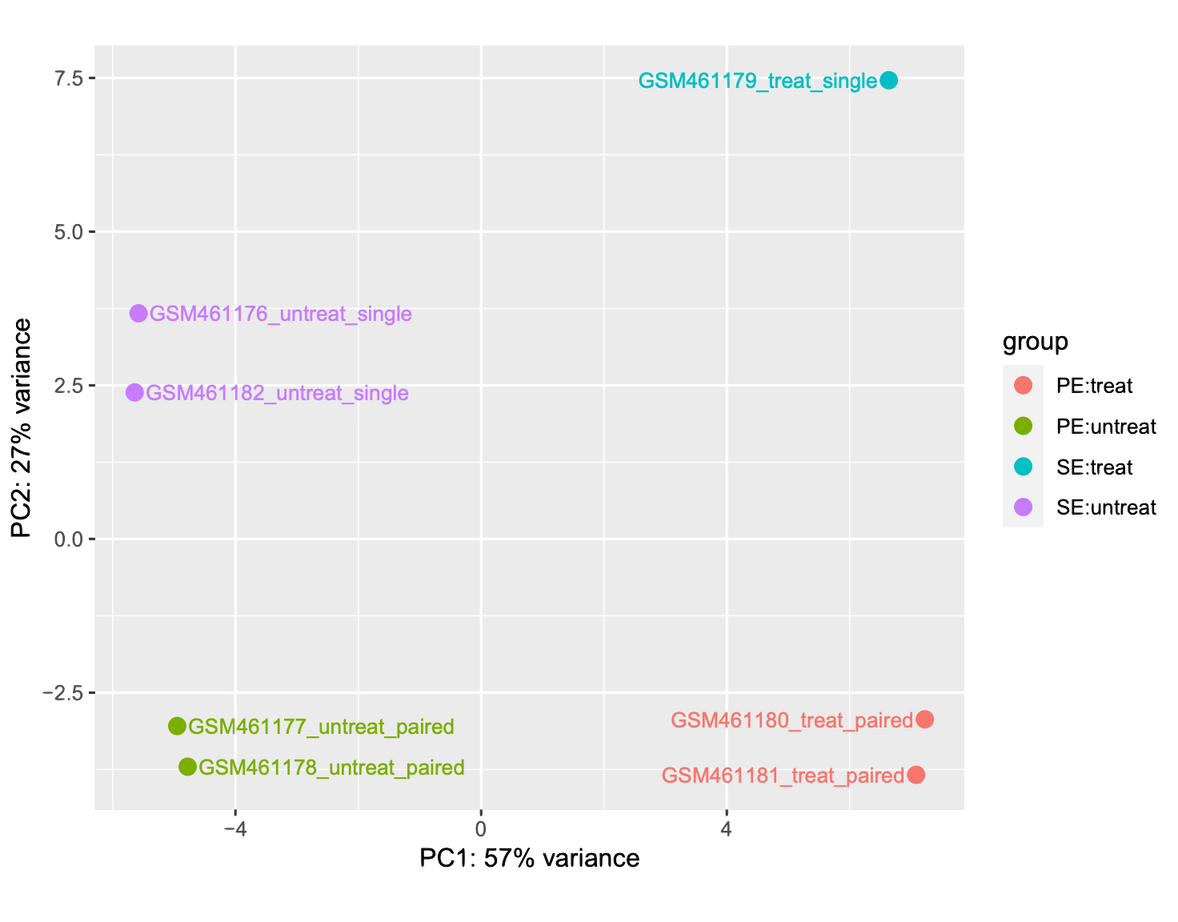 7.5
5.0
2.5
0.0
−2.5
−4
0
4
PC2: 27% variance
PC1: 57% variance
GSM461179_treat_single
GSM461176_untreat_single
GSM461182_untreat_single
GSM461177_untreat_paired
GSM461178_untreat_paired
GSM461180_treat_paired
GSM461181_treat_paired
group
PE:treat
PE:untreat
SE:treat
SE:untreat